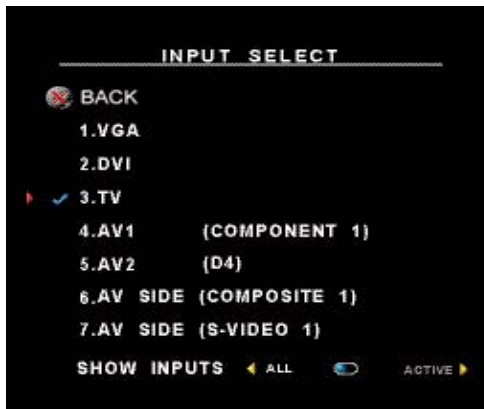 INPUT SELECT
BACK
1.VGA
2.DVI
3.TV
4.AV1 (COMPONENT 1)
5.AV2 (D4)
6.AV SIDE (COMPOSITE 1)
7.AV SIDE (S-VIDEO 1)
SHOW INPUTS ALL ACTIVE